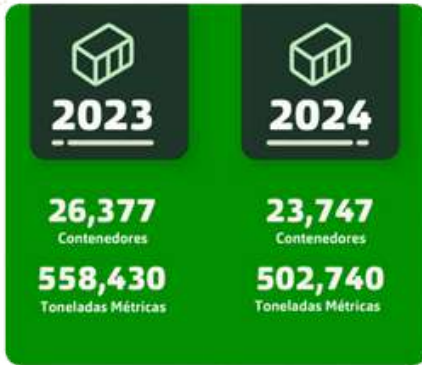 2023
26,377
Contenedores
558,430
Toneladas Métricas
2024
23,747
Contenedores
502,740
Toneladas Métricas